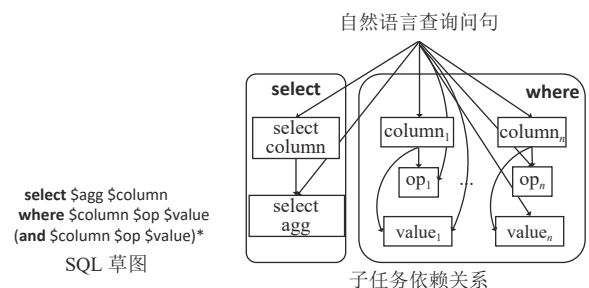 自然语言查询问句
select
where
select
column
column1
columnn
op1
...
opn
select
agg
value1
valuen
select $agg $column
where $column $op $value
(and $column $op $value)*
SQL 草图
子任务依赖关系